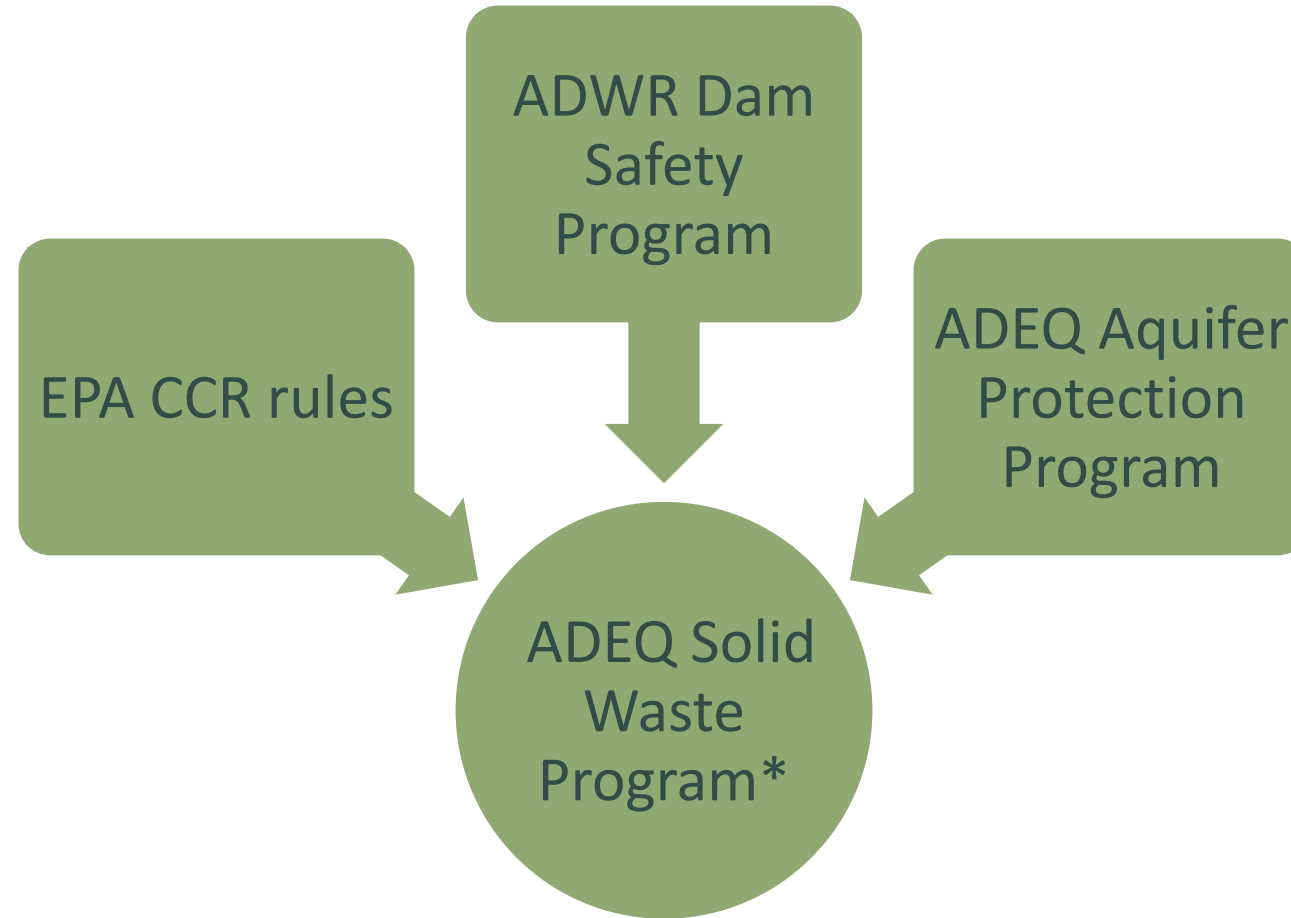 ADWR Dam
Safety
Program
EPA CCR rules
ADEQ Aquifer
Protection
Program
ADEQ Solid
Waste
Program*